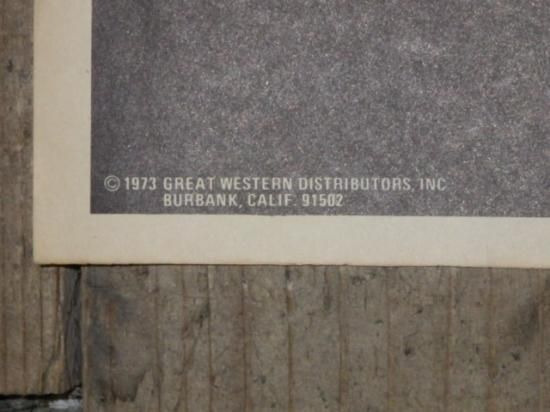 © 1973 GREAT WESTERN DISTRIBUTORS, INC
BURBANK, CALIF. 91502